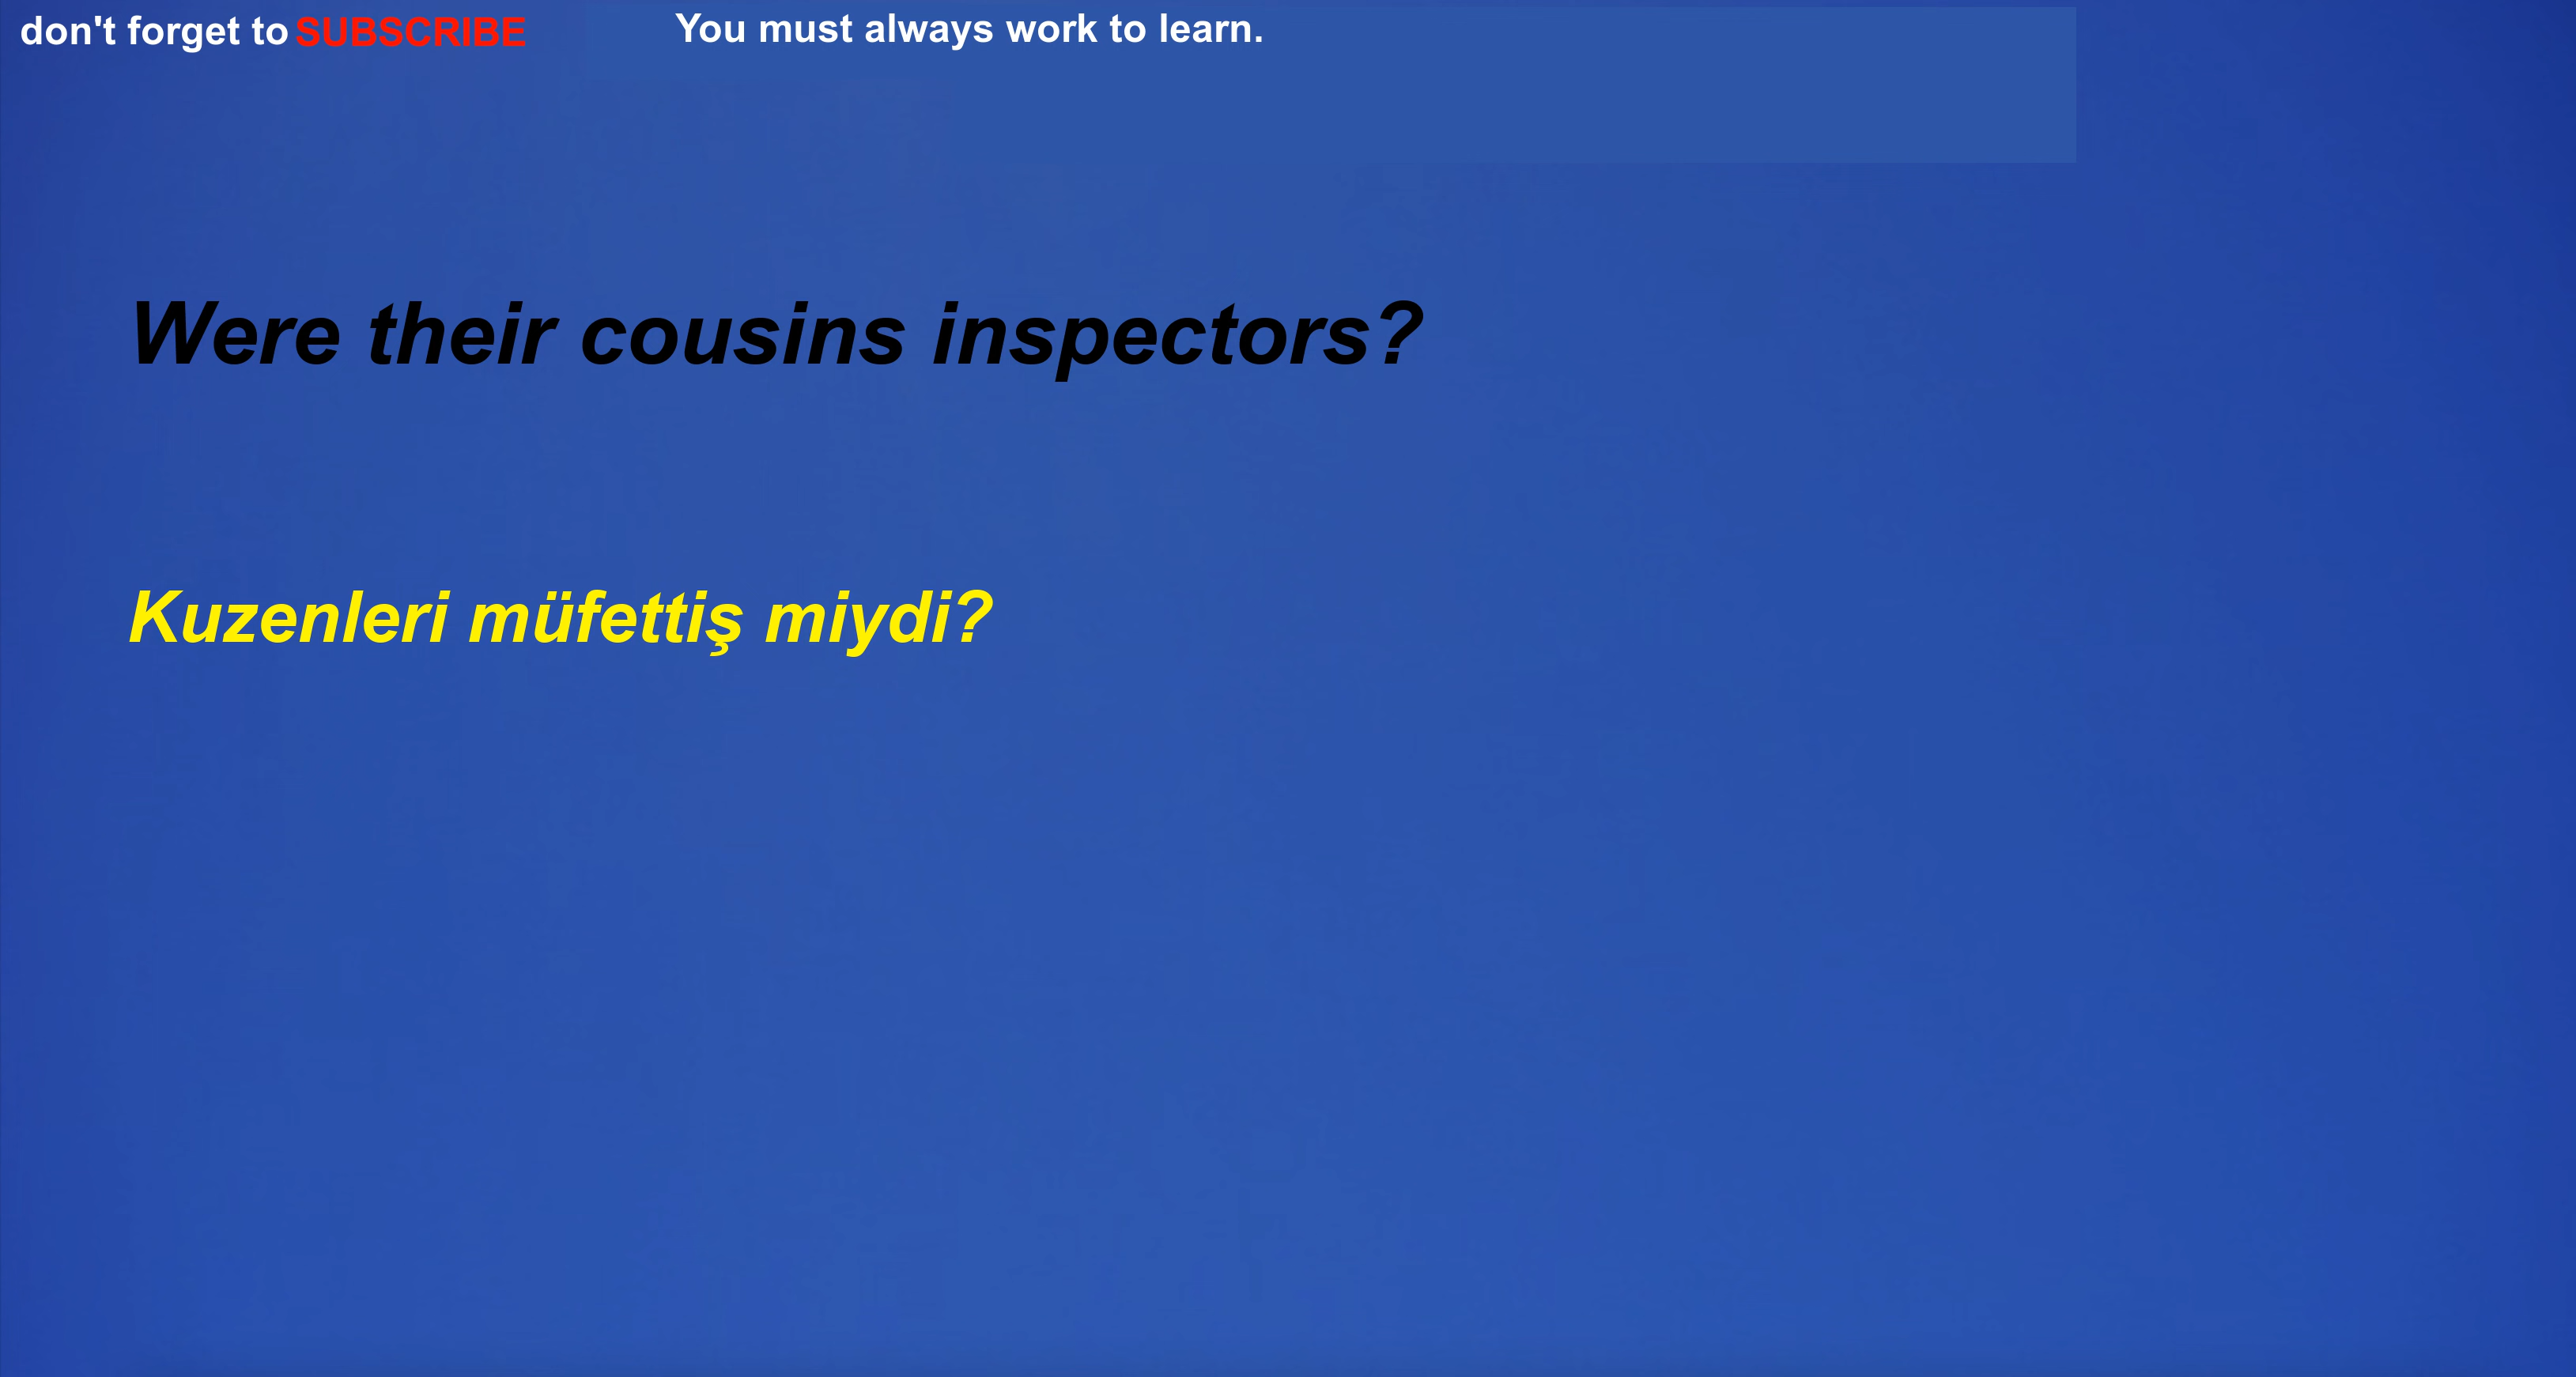 don't forget to SUBSCRIBE
You must always work to learn.
Were their cousins inspectors?
Kuzenleri müfettiş miydi?